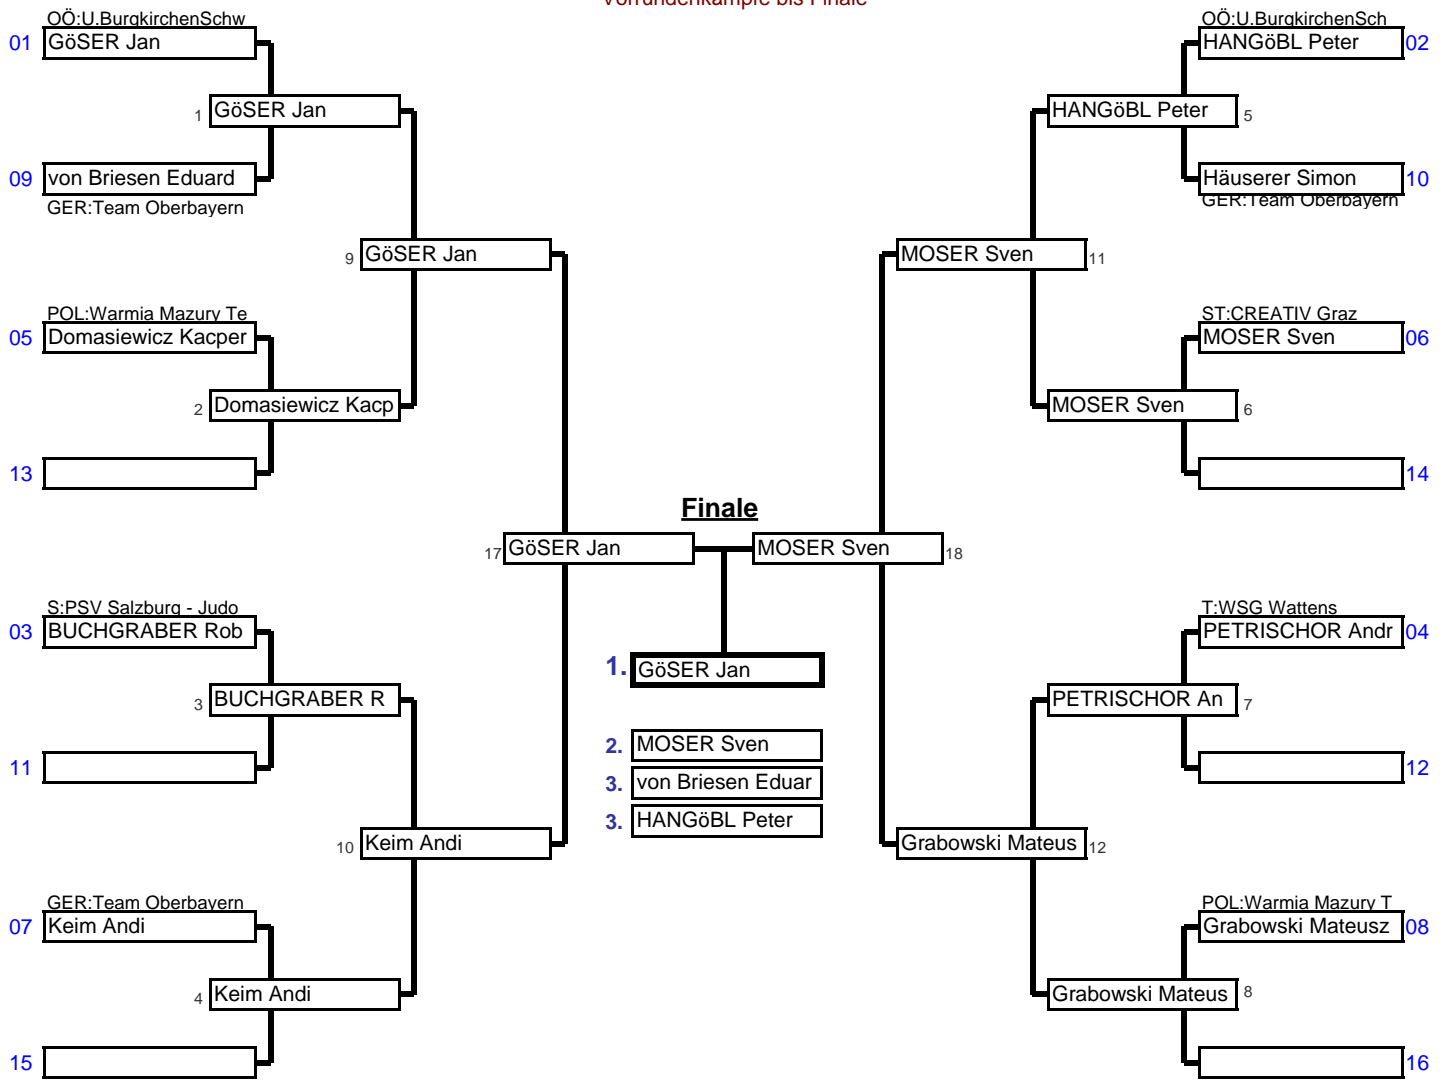 Vorrundenkämpfe bis Finale
OÖ:U.BurgkirchenSchw
01 GöSER Jan
1 GöSER Jan
09 von Briesen Eduard
GER:Team Oberbayern
9 GöSER Jan
POL:Warmia Mazury Te
05 Domasiewicz Kacper
2 Domasiewicz Kacp
13
17 GöSER Jan
S:PSV Salzburg - Judo
03 BUCHGRABER Rob
3 BUCHGRABER R
11
10 Keim Andi
GER:Team Oberbayern
07 Keim Andi
4 Keim Andi
15
Finale
1. GöSER Jan
2. MOSER Sven
3. von Briesen Eduar
3. HANGöBL Peter
OÖ:U.BurgkirchenSch
HANGöBL Peter 02
HANGöBL Peter 5
Häuserer Simon 10
GER:Team Oberbayern
MOSER Sven 11
ST:CREATIV Graz
MOSER Sven 06
MOSER Sven 6
14
MOSER Sven 18
T:WSG Wattens
PETRISCHOR Andr 04
PETRISCHOR An 7
12
Grabowski Mateus 12
POL:Warmia Mazury T
Grabowski Mateusz 08
Grabowski Mateus 8
16